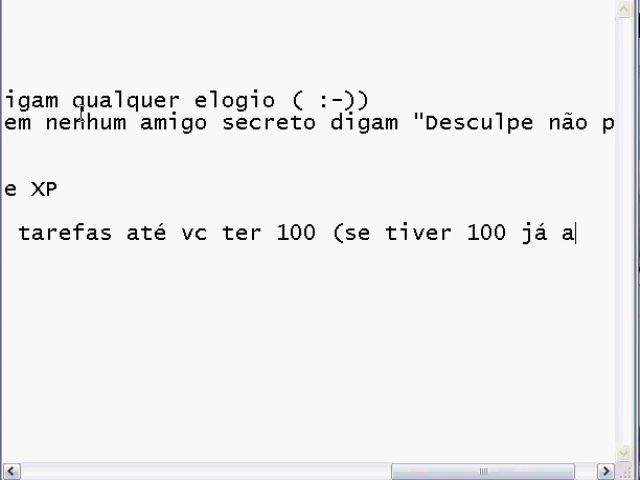 igam qualquer elogio ( :-))
em nenhum amigo secreto digam "Desculpe não p
e XP
tarefas até vc ter 100 (se tiver 100 já a